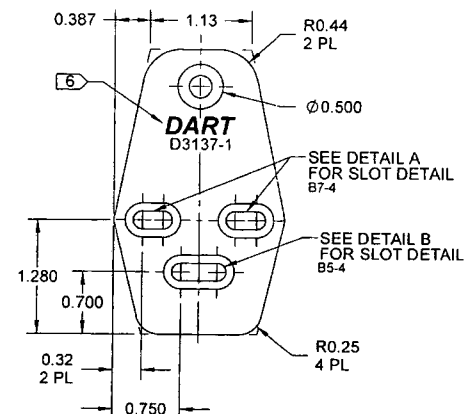 0.387
1.13
R0.44
2 PL
6
Ø0.500
DART
D3137-1
SEE DETAIL A
FOR SLOT DETAIL
B7-4
SEE DETAIL B
FOR SLOT DETAIL
B5-4
1.280
0.700
0.32
2 PL
R0.25
4 PL
0.750